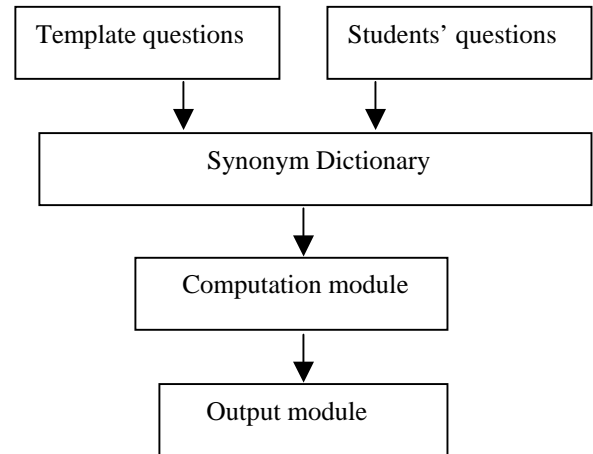 Template questions
Students’ questions
Synonym Dictionary
Computation module
Output module